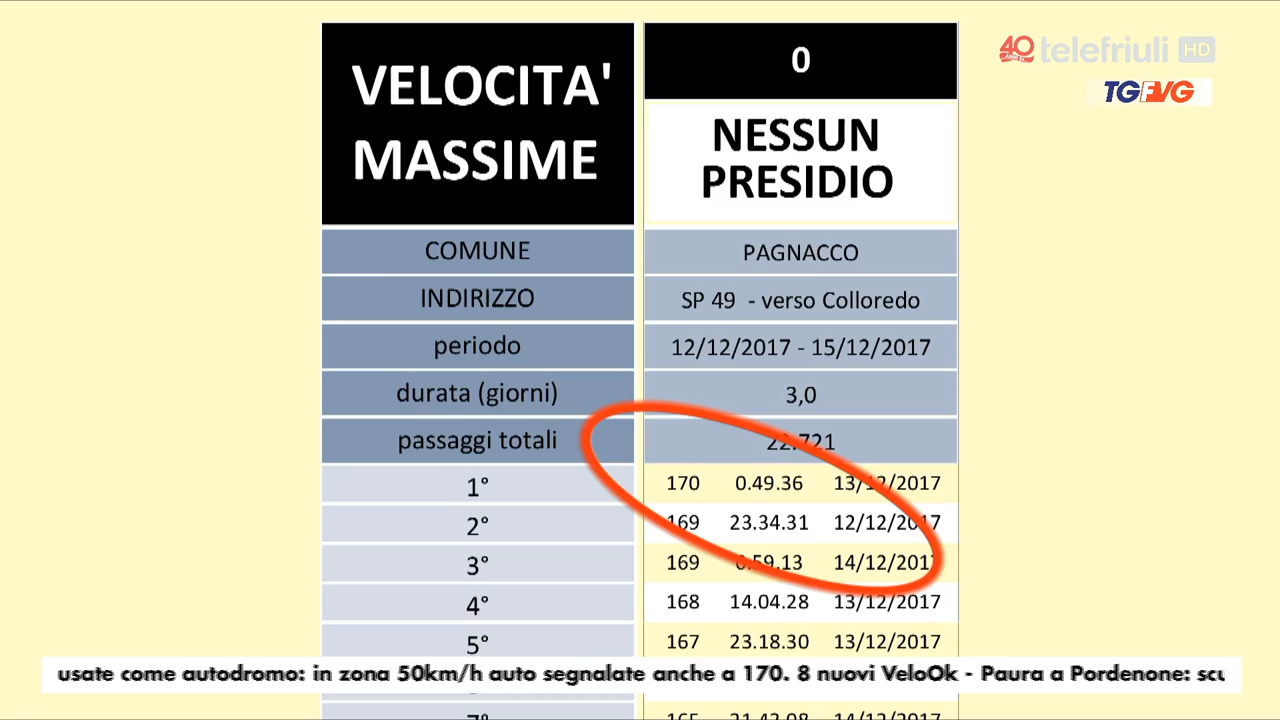 VELOCITA'
MASSIME
0
NESSUN
PRESIDIO
40 telefriuli HD
TGFVG
COMUNE PAGNACCO
INDIRIZZO SP 49 - verso Colloredo
periodo 12/12/2017 - 15/12/2017
durata (giorni) 3,0
passaggi totali 22.721
1° 170 0.49.36 13/12/2017
2° 169 23.34.31 12/12/2017
3° 169 0.59.13 14/12/2017
4° 168 14.04.28 13/12/2017
5° 167 23.18.30 13/12/2017
usate come autodromo: in zona 50km/h auto segnalate anche a 170. 8 nuovi VeloOk - Paura a Pordenone: scu